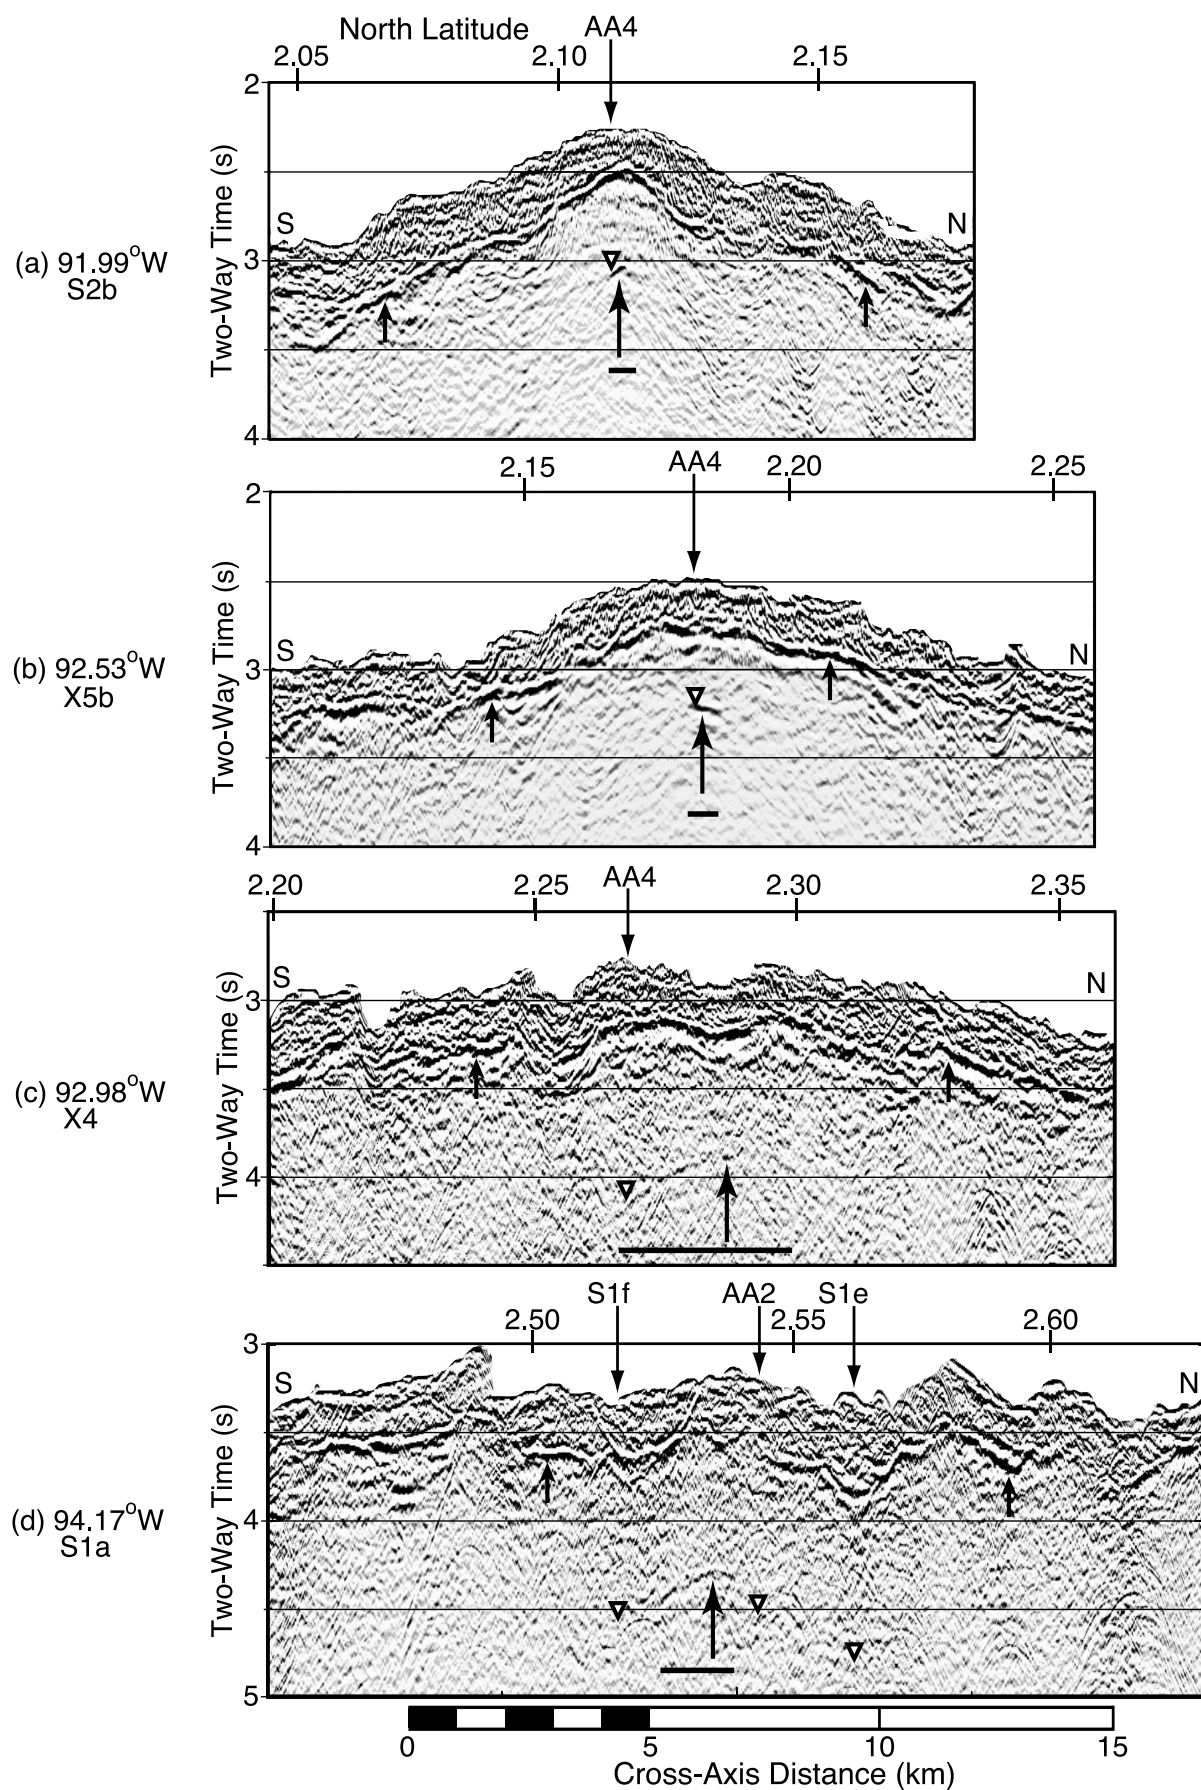 North Latitude AA4
2.05 2.10 2.15
2
Two-Way Time (s)
S N
3
4
(a) 91.99°W
S2b
2.15 AA4 2.20 2.25
2
Two-Way Time (s)
S N
3
4
(b) 92.53°W
X5b
2.20 2.25 AA4 2.30 2.35
Two-Way Time (s)
S N
3
4
(c) 92.98°W
X4
S1f AA2 S1e
2.50 2.55 2.60
3
Two-Way Time (s)
S N
4
5
(d) 94.17°W
S1a
0 5 10 15
Cross-Axis Distance (km)